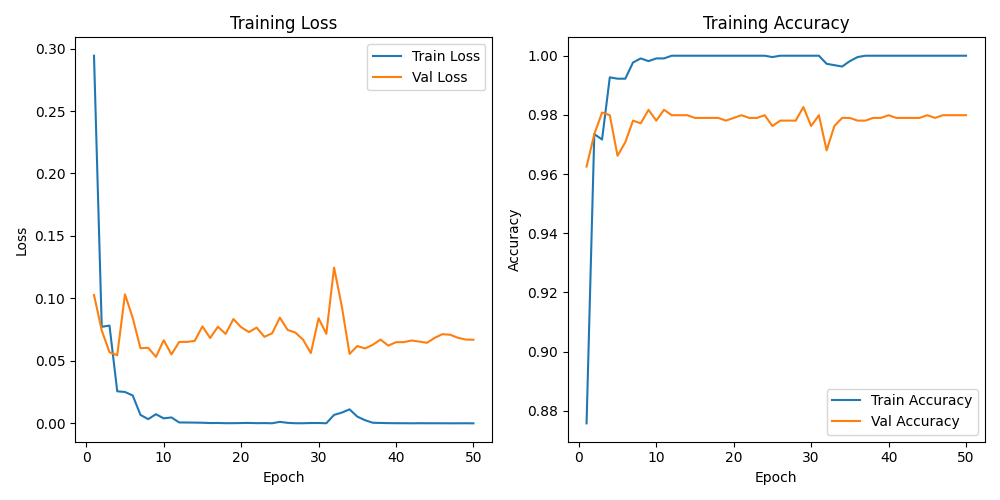 Training Loss
Train Loss
Val Loss
0.30
0.25
0.20
0.15
0.10
0.05
0.00
Loss
0 10 20 30 40 50
Epoch
Training Accuracy
1.00
0.98
0.96
0.94
0.92
0.90
0.88
Accuracy
Train Accuracy
Val Accuracy
0 10 20 30 40 50
Epoch